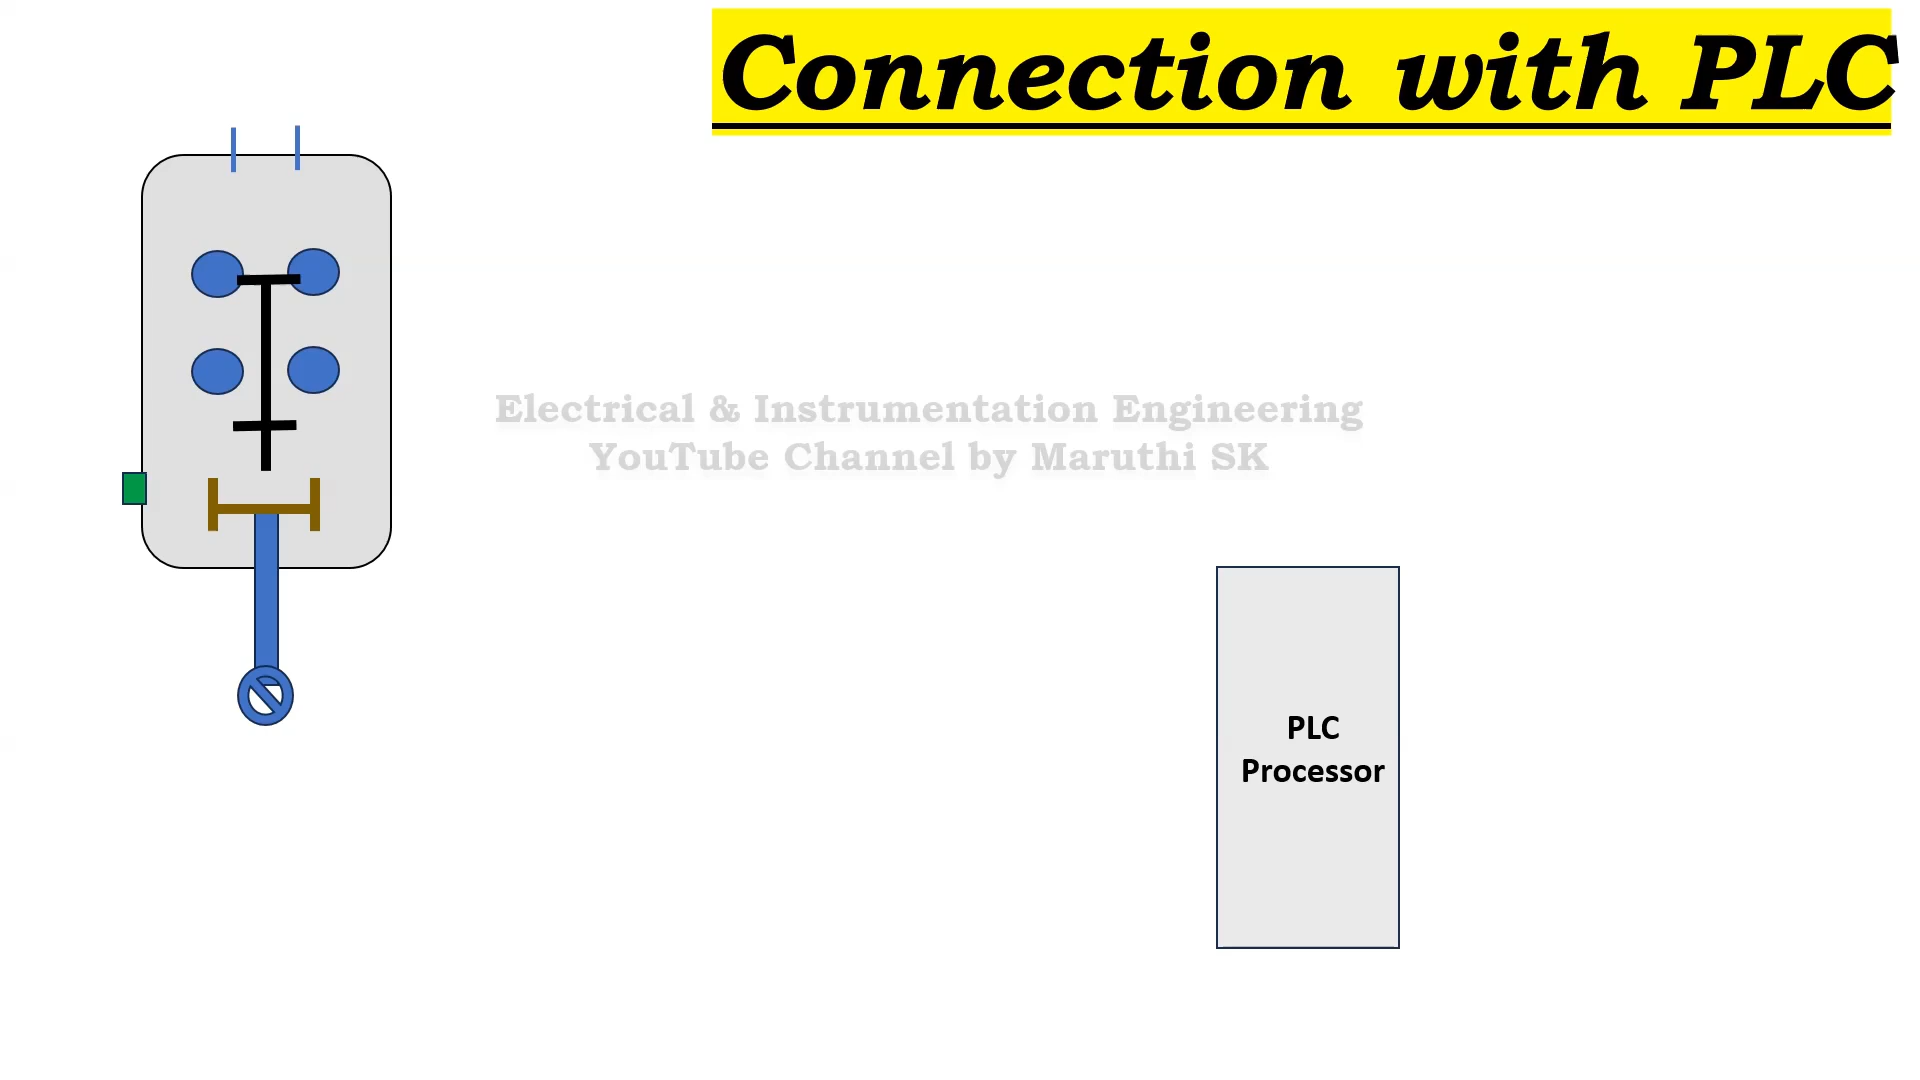 Connection with PLC
Electrical & Instrumentation Engineering
YouTube Channel by Maruthi SK
PLC
Processor